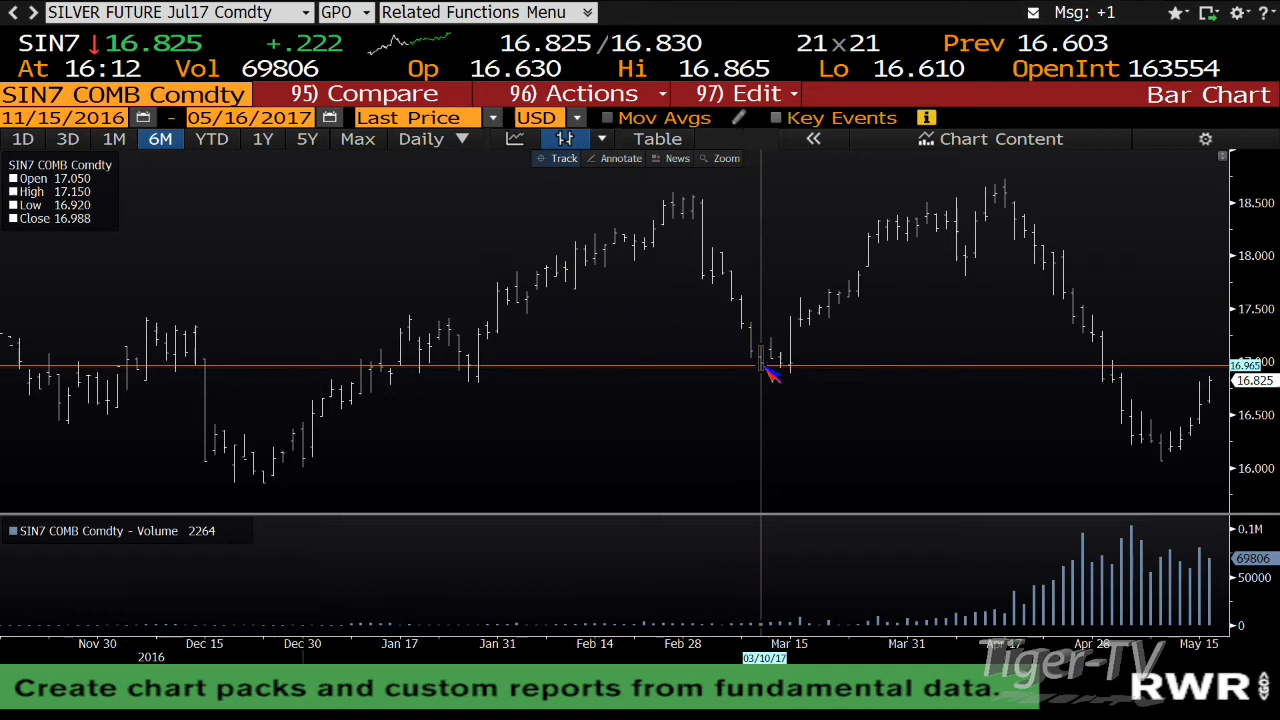 SILVER FUTURE Jul17 Comdty GPO Related Functions Menu Msg: +1
SIN7 16.825 +.222 16.825/16.830 21x21 Prev 16.603
At 16:12 Vol 69806 Op 16.630 Hi 16.865 Lo 16.610 OpenInt 163554
SIN7 COMB Comdty 95) Compare 96) Actions 97) Edit Bar Chart
11/15/2016 - 05/16/2017 Last Price USD Mov Avgs Key Events
1D 3D 1M 6M YTD 1Y 5Y Max Daily Table Chart Content
Track Annotate News Zoom
SIN7 COMB Comdty
Open 17.050
High 17.150
Low 16.920
Close 16.988
18.500
18.000
17.500
17.000
16.965
16.825
16.500
16.000
SIN7 COMB Comdty - Volume 2264
0.1M
69806
50000
0
Nov 30 Dec 15 Dec 30 Jan 17 Jan 31 Feb 14 Feb 28 Mar 15 Mar 31 Apr 17 Apr 28 May 15
2016 03/10/17
Tiger-TV
Create chart packs and custom reports from fundamental data.
RWR